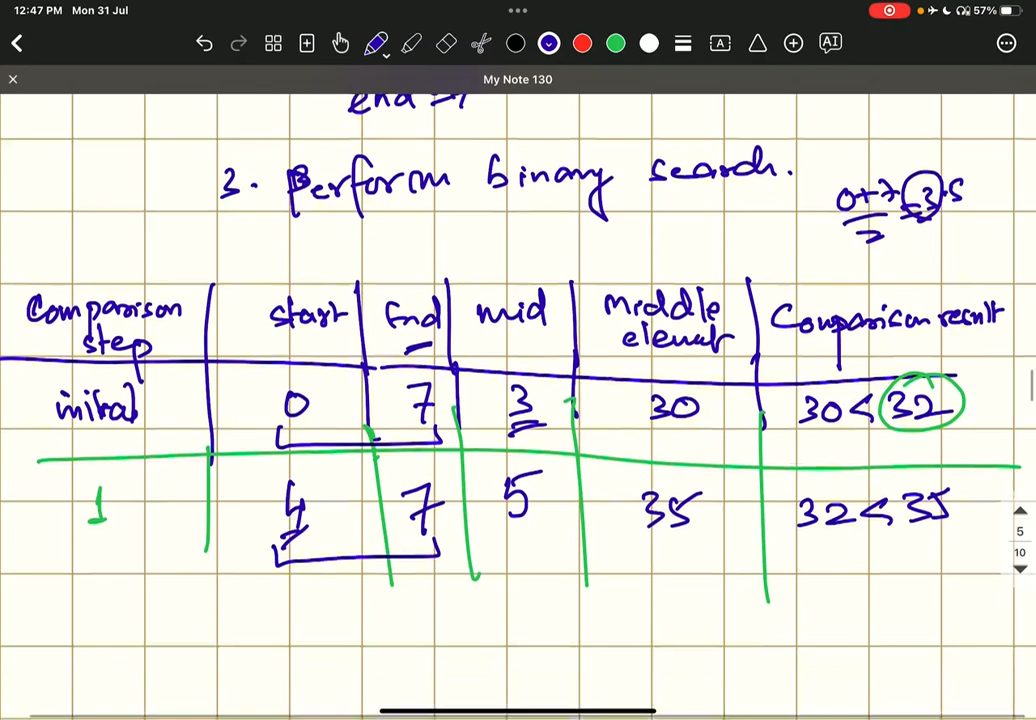 12:47 PM Mon 31 Jul
57%
A
AI
My Note 130
end = 7
3. Perform binary search.
0+7 = 3.5
2
Comparison step
start
End
mid
Middle element
Comparison result
initial
0
7
3
30
30 < 32
1
4
7
5
35
32 < 35
5
10